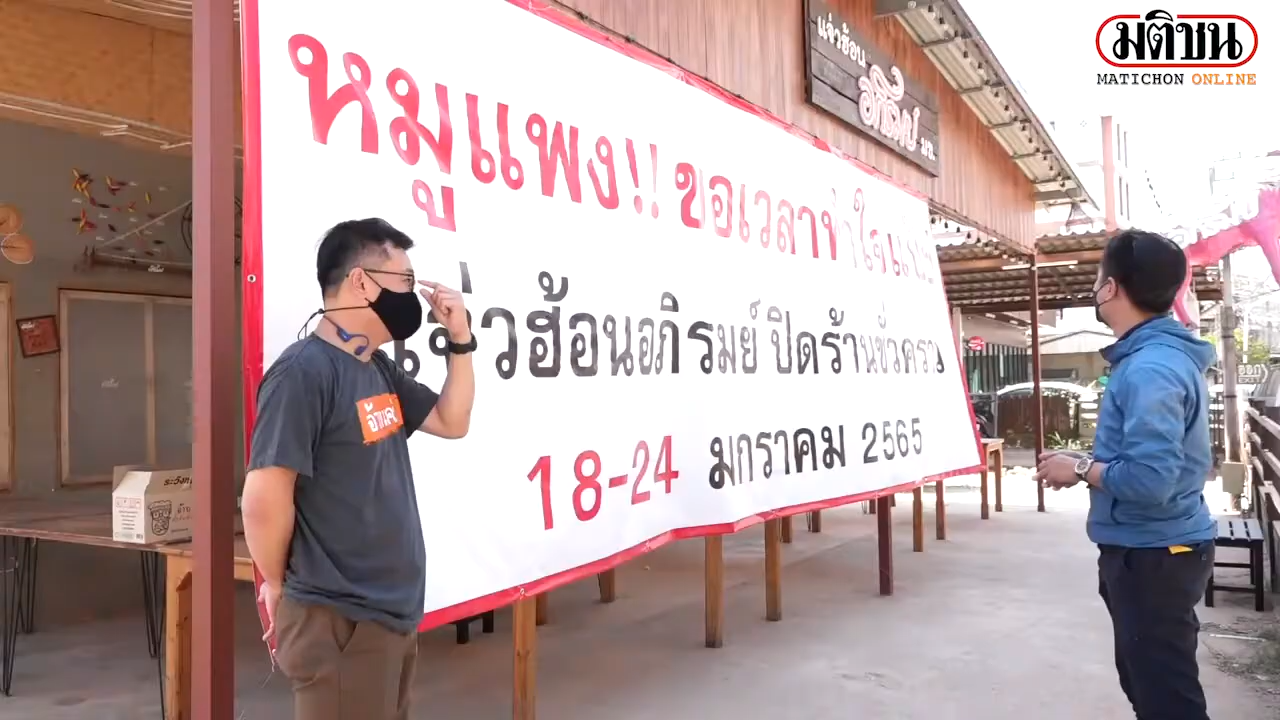 มติชน
MATICHON ONLINE
แจ่วฮ้อน
อภิรมย์ มข.
หมูแพง!! ขอเวลาทำใจแป๊บ
แจ่วฮ้อนอภิรมย์ ปิดร้านชั่วคราว
18-24 มกราคม 2565